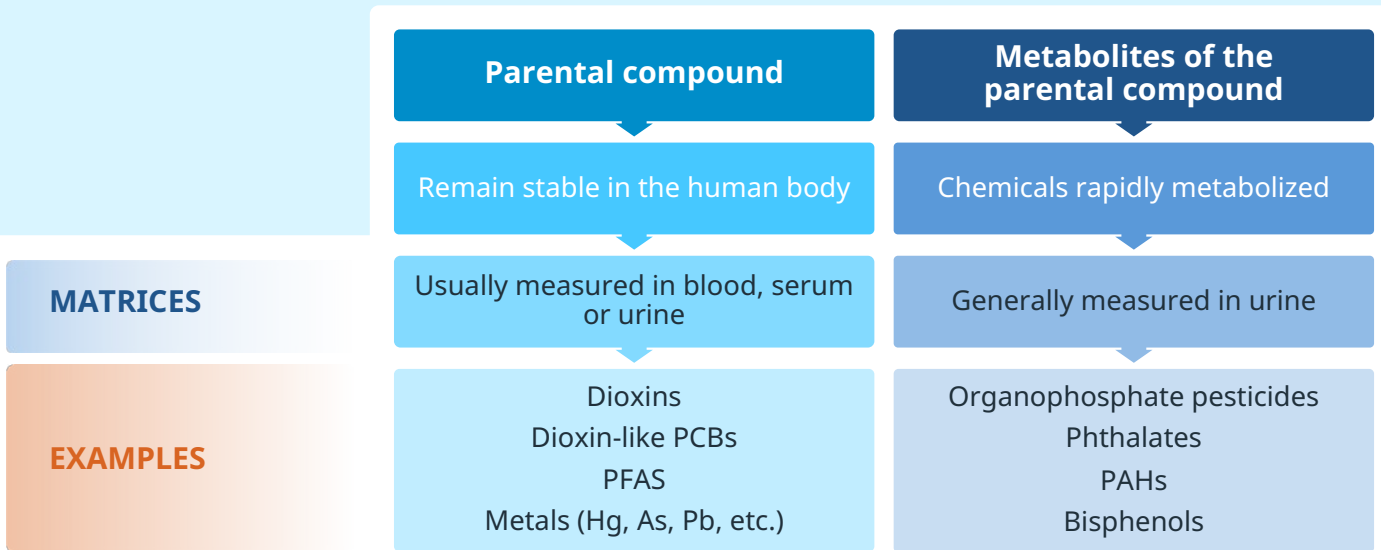 Parental compound
Metabolites of the
parental compound
Remain stable in the human body
Chemicals rapidly metabolized
MATRICES
Usually measured in blood, serum
or urine
Generally measured in urine
EXAMPLES
Dioxins
Dioxin-like PCBs
PFAS
Metals (Hg, As, Pb, etc.)
Organophosphate pesticides
Phthalates
PAHs
Bisphenols